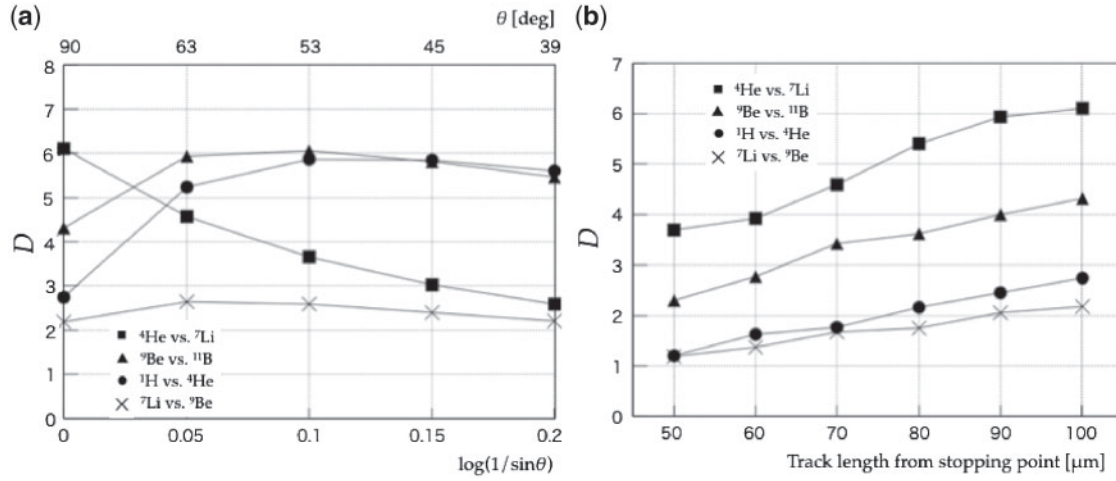 (a)
θ [deg]
90 63 53 45 39
8
7
6
5
4
3
2
1
0
D
■ ⁴He vs. ⁷Li
▲ ⁹Be vs. ¹¹B
● ¹H vs. ⁴He
× ⁷Li vs. ⁹Be
0 0.05 0.1 0.15 0.2
log(1/sinθ)
(b)
7
6
5
4
3
2
1
0
D
■ ⁴He vs. ⁷Li
▲ ⁹Be vs. ¹¹B
● ¹H vs. ⁴He
× ⁷Li vs. ⁹Be
50 60 70 80 90 100
Track length from stopping point [μm]